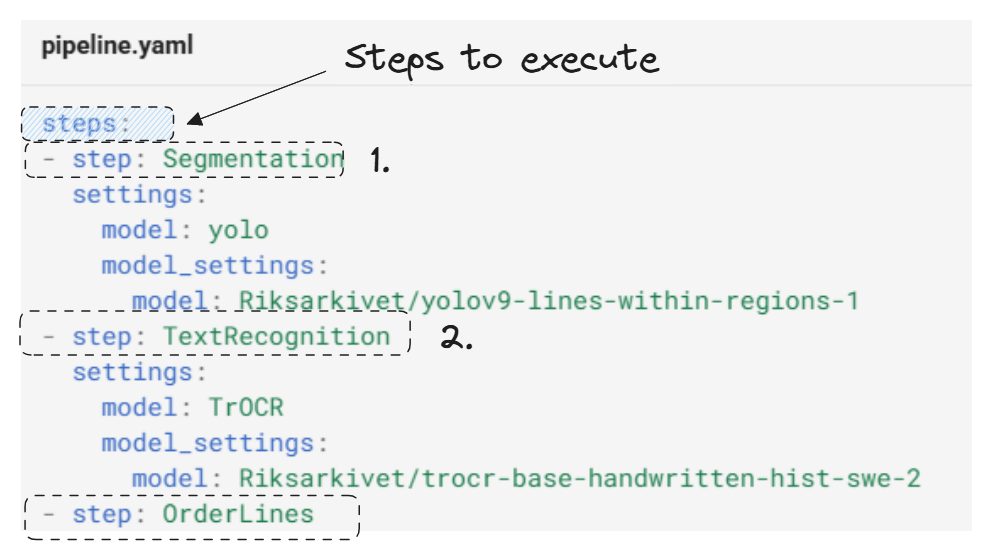 pipeline.yaml
Steps to execute
steps:
- step: Segmentation 1.
settings:
model: yolo
model_settings:
model: Riksarkivet/yolov9-lines-within-regions-1
- step: TextRecognition 2.
settings:
model: TrOCR
model_settings:
model: Riksarkivet/trocr-base-handwritten-hist-swe-2
- step: OrderLines